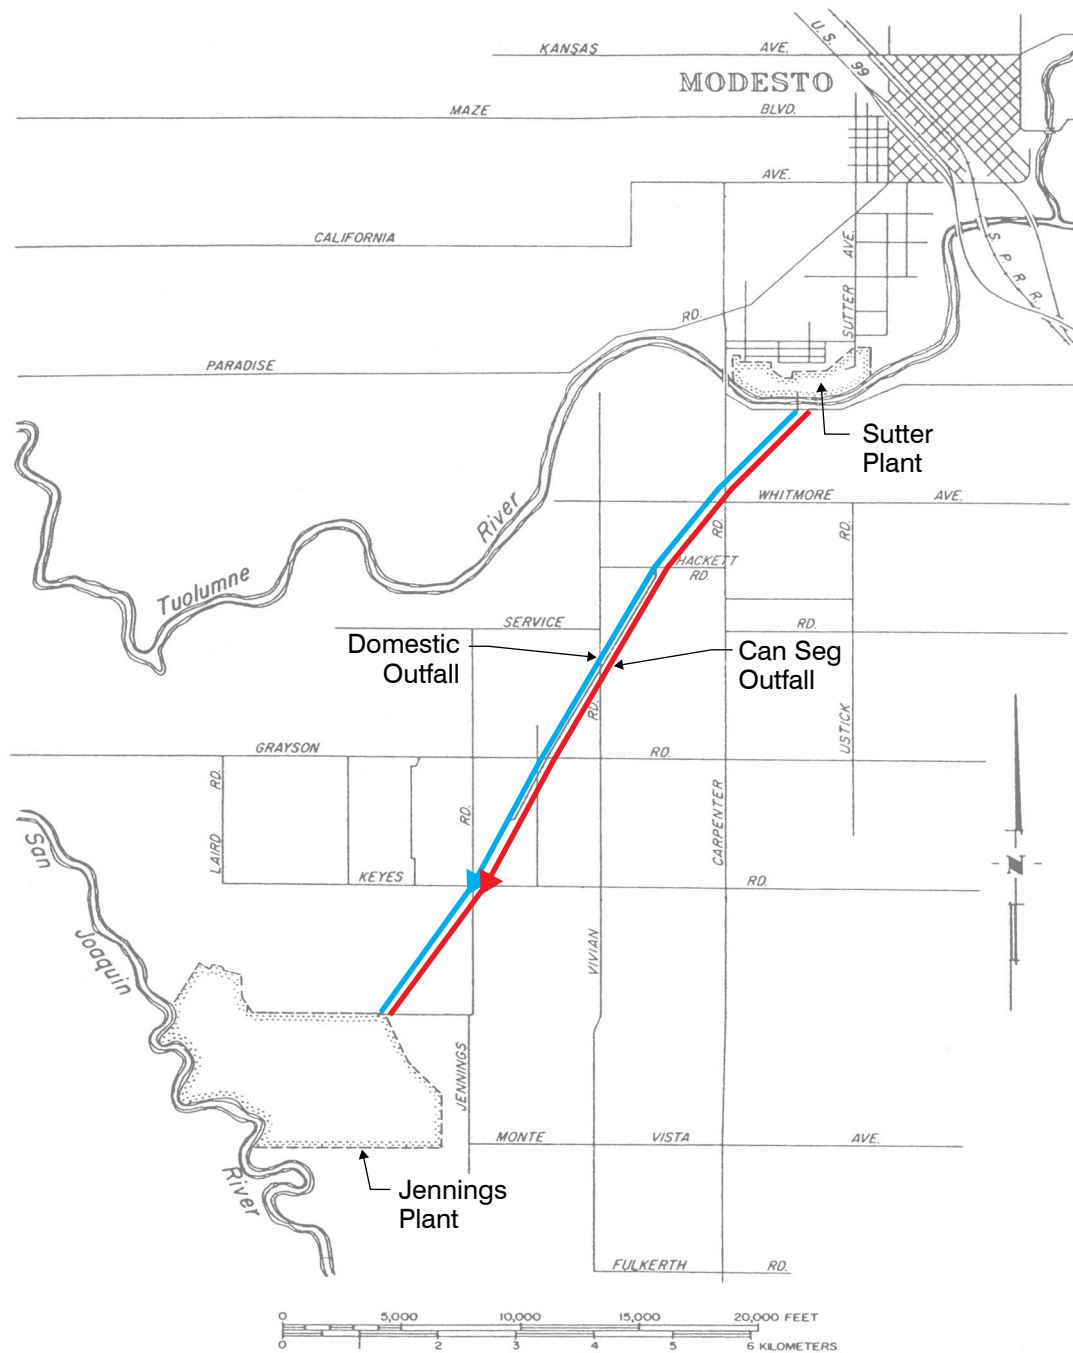 KANSAS AVE.
U.S. 99
MODESTO
MAZE BLVD.
AVE.
CALIFORNIA
SUTTER AVE.
S. P. R. R.
RD.
PARADISE
Sutter
Plant
WHITMORE AVE.
River
RD.
RD.
HACKETT
RD.
Tuolumne
SERVICE RD.
Domestic
Outfall
Can Seg
Outfall
RD.
USTICK
GRAYSON RD.
LAIRD RD.
RD.
CARPENTER
KEYES RD.
San
Joaquin
River
VIVIAN
N
JENNINGS
MONTE VISTA AVE.
Jennings
Plant
FULKERTH RD.
0 5,000 10,000 15,000 20,000 FEET
0 1 2 3 4 5 6 KILOMETERS